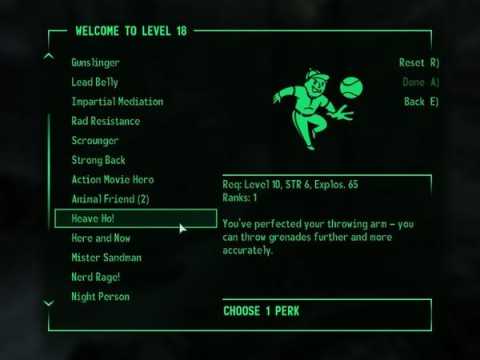 WELCOME TO LEVEL 18
Gunslinger
Lead Belly
Impartial Mediation
Rad Resistance
Scrounger
Strong Back
Action Movie Hero
Animal Friend (2)
Heave Ho!
Here and Now
Mister Sandman
Nerd Rage!
Night Person
Reset R)
Done A)
Back E)
Req: Level 10, STR 6, Explos. 65
Ranks: 1
You've perfected your throwing arm – you
can throw grenades further and more
accurately.
CHOOSE 1 PERK